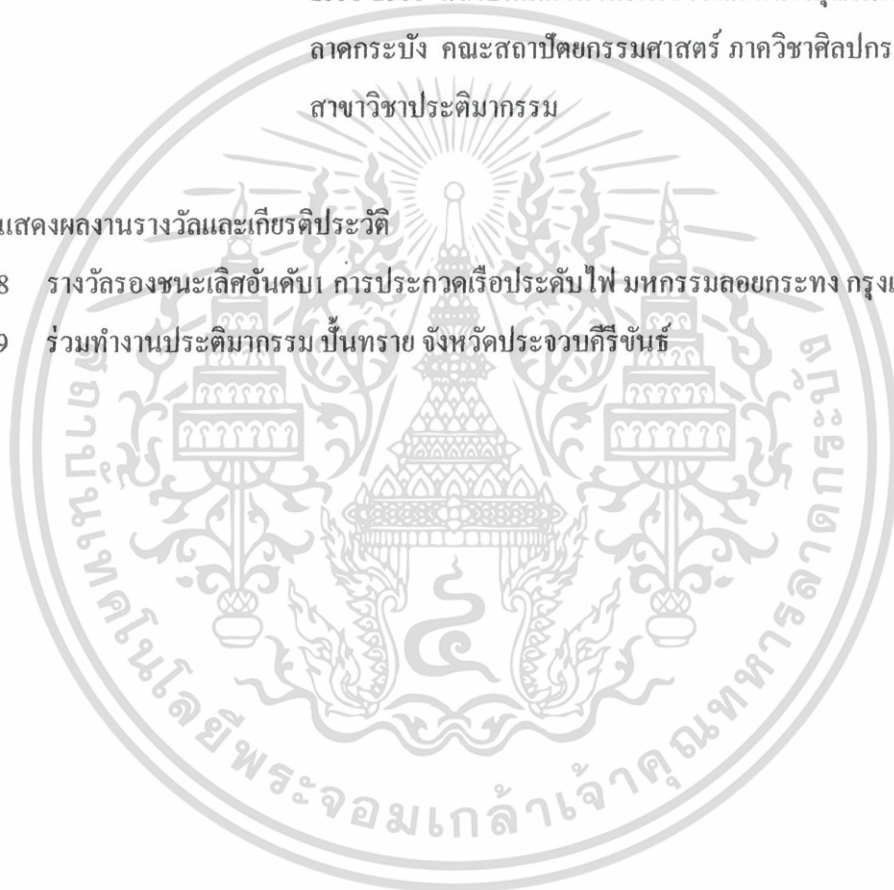 ลาดกระบัง คณะสถาปัตยกรรมศาสตร์ ภาควิชาศิลปกร
สาขาวิชาประติมากรรม
แสดงผลงานรางวัลและเกียรติประวัติ
8 รางวัลรองชนะเลิศอันดับ1 การประกวดเรือประดับไฟ มหกรรมลอยกระทง กรุงเ
9 ร่วมทำงานประติมากรรม ปั้นทราย จังหวัดประจวบคีรีขันธ์
๔
สถาบันเทคโนโลยีพระจอมเกล้าเจ้าคุณทหารลาดกระบัง